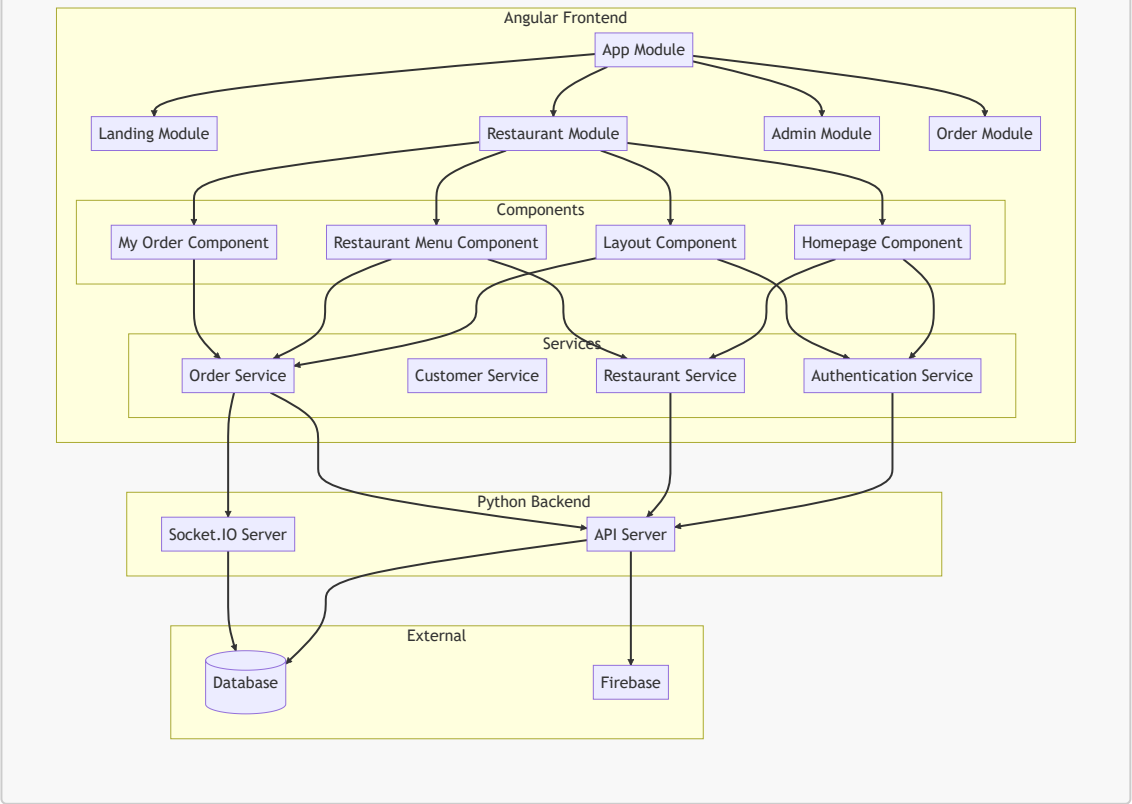 Angular Frontend
App Module
Landing Module
Restaurant Module
Admin Module
Order Module
Components
My Order Component
Restaurant Menu Component
Layout Component
Homepage Component
Services
Order Service
Customer Service
Restaurant Service
Authentication Service
Python Backend
Socket.IO Server
API Server
External
Database
Firebase